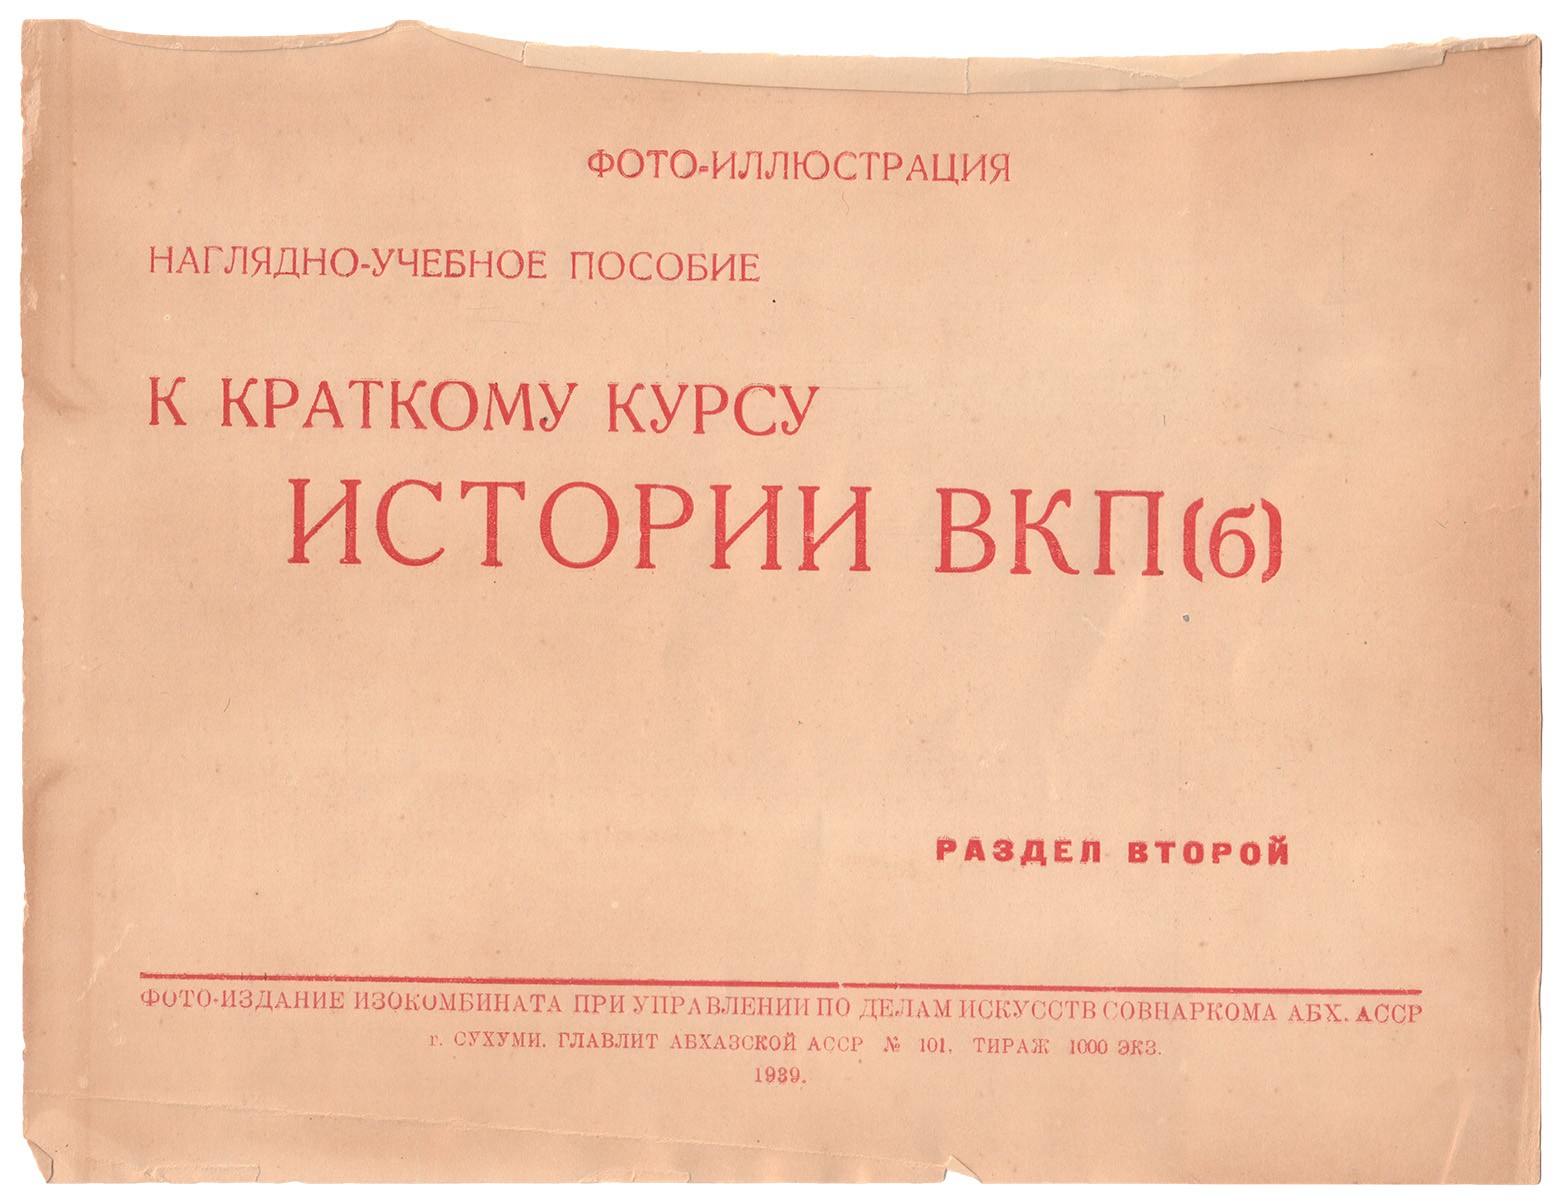 ФОТО-ИЛЛЮСТРАЦИЯ
НАГЛЯДНО-УЧЕБНОЕ ПОСОБИЕ
К КРАТКОМУ КУРСУ
ИСТОРИИ ВКП(б)
РАЗДЕЛ ВТОРОЙ
ФОТО-ИЗДАНИЕ ИЗОКОМБИНАТА ПРИ УПРАВЛЕНИИ ПО ДЕЛАМ ИСКУССТВ СОВНАРКОМА АБХ. АССР
г. СУХУМИ. ГЛАВЛИТ АБХАЗСКОЙ АССР № 101. ТИРАЖ 1000 ЭКЗ.
1939.